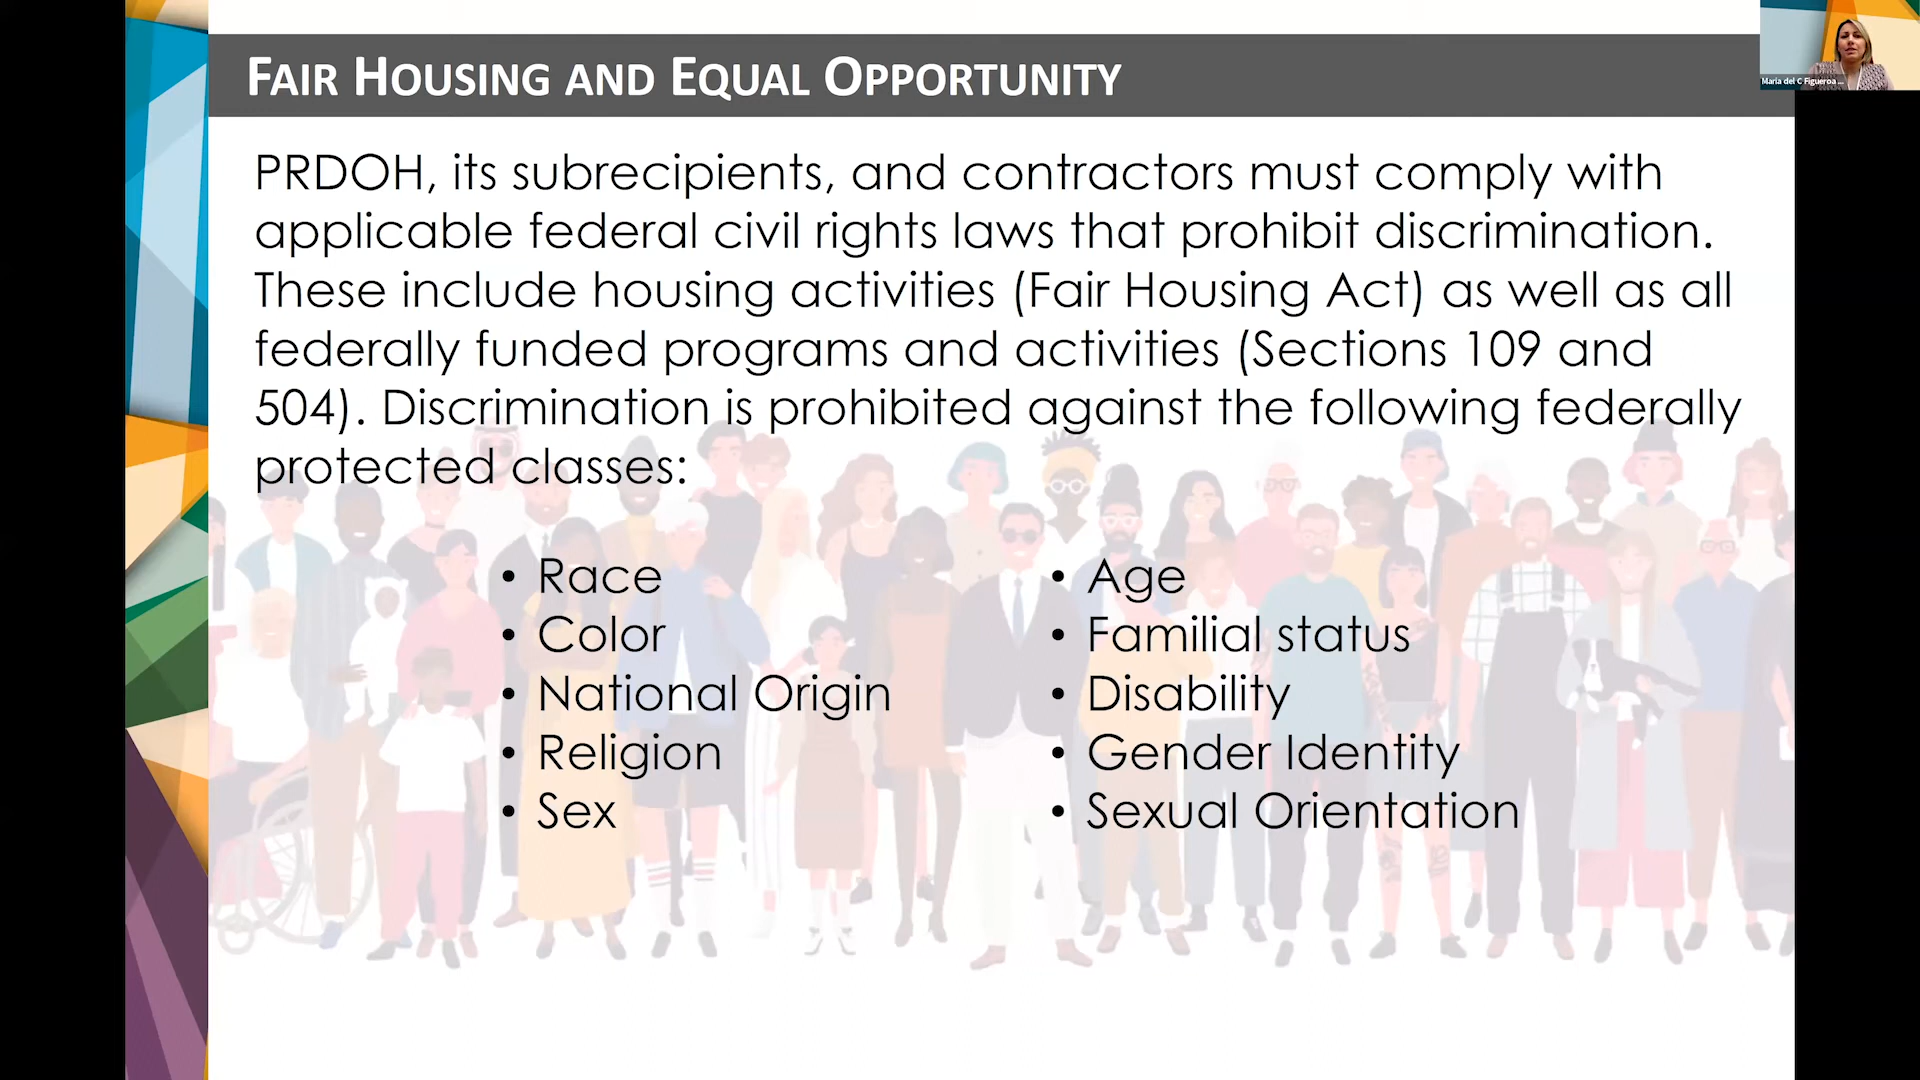 FAIR HOUSING AND EQUAL OPPORTUNITY
Maria del C Figueroa ...
PRDOH, its subrecipients, and contractors must comply with
applicable federal civil rights laws that prohibit discrimination.
These include housing activities (Fair Housing Act) as well as all
federally funded programs and activities (Sections 109 and
504). Discrimination is prohibited against the following federally
protected classes:
• Race
• Color
• National Origin
• Religion
• Sex
• Age
• Familial status
• Disability
• Gender Identity
• Sexual Orientation